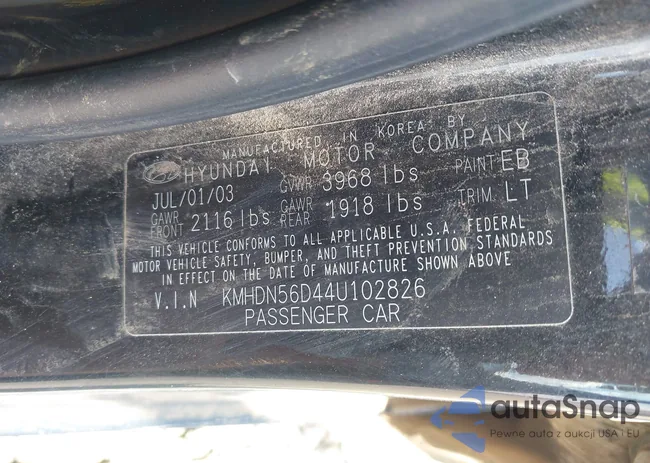 MANUFACTURED IN KOREA BY
HYUNDAI MOTOR COMPANY
JUL/01/03 GVWR 3968 lbs PAINT EB
GAWR FRONT 2116 lbs GAWR REAR 1918 lbs TRIM LT
THIS VEHICLE CONFORMS TO ALL APPLICABLE U.S.A. FEDERAL
MOTOR VEHICLE SAFETY, BUMPER, AND THEFT PREVENTION STANDARDS
IN EFFECT ON THE DATE OF MANUFACTURE SHOWN ABOVE
V.I.N KMHDN56D44U102826
PASSENGER CAR
autaSnap
Pewne auta z aukcji USA i EU